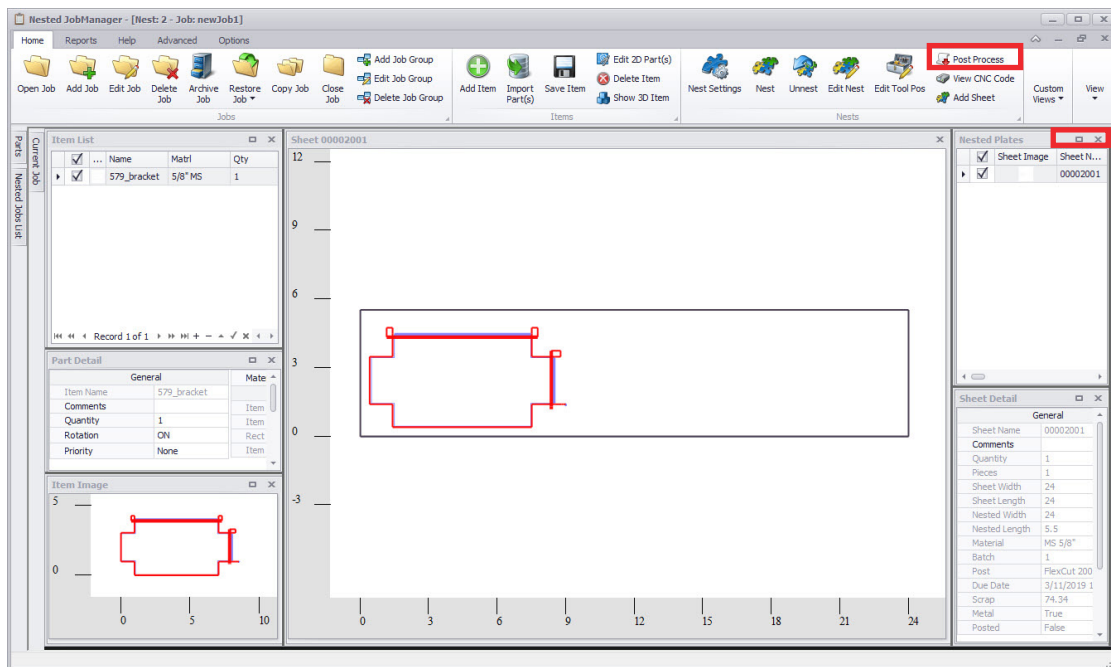 Nested JobManager - [Nest: 2 - Job: newJob1]
Home Reports Help Advanced Options
Open Job
Add Job
Edit Job
Delete Job
Archive Job
Restore Job
Copy Job
Close Job
Add Job Group
Edit Job Group
Delete Job Group
Jobs
Add Item
Import Part(s)
Save Item
Edit 2D Part(s)
Delete Item
Show 3D Item
Items
Nest Settings
Nest
Unnest
Edit Nest
Edit Tool Pos
Post Process
View CNC Code
Add Sheet
Nests
Custom Views
View
Parts
Nested Jobs List
Current Job
Item List
... Name Matrl Qty
579_bracket 5/8" MS 1
Record 1 of 1
Part Detail
General Mate
Item Name 579_bracket Item
Comments
Quantity 1 Item
Rotation ON Rect
Priority None Item
Item Image
5
0
0 5 10
Sheet 00002001
12
9
6
3
0
-3
0 3 6 9 12 15 18 21 24
Nested Plates
Sheet Image Sheet N...
00002001
Sheet Detail
General
Sheet Name 00002001
Comments
Quantity 1
Pieces 1
Sheet Width 24
Sheet Length 24
Nested Width 24
Nested Length 5.5
Material MS 5/8"
Batch 1
Post FlexCut 200
Due Date 3/11/2019 1
Scrap 74.34
Metal True
Posted False